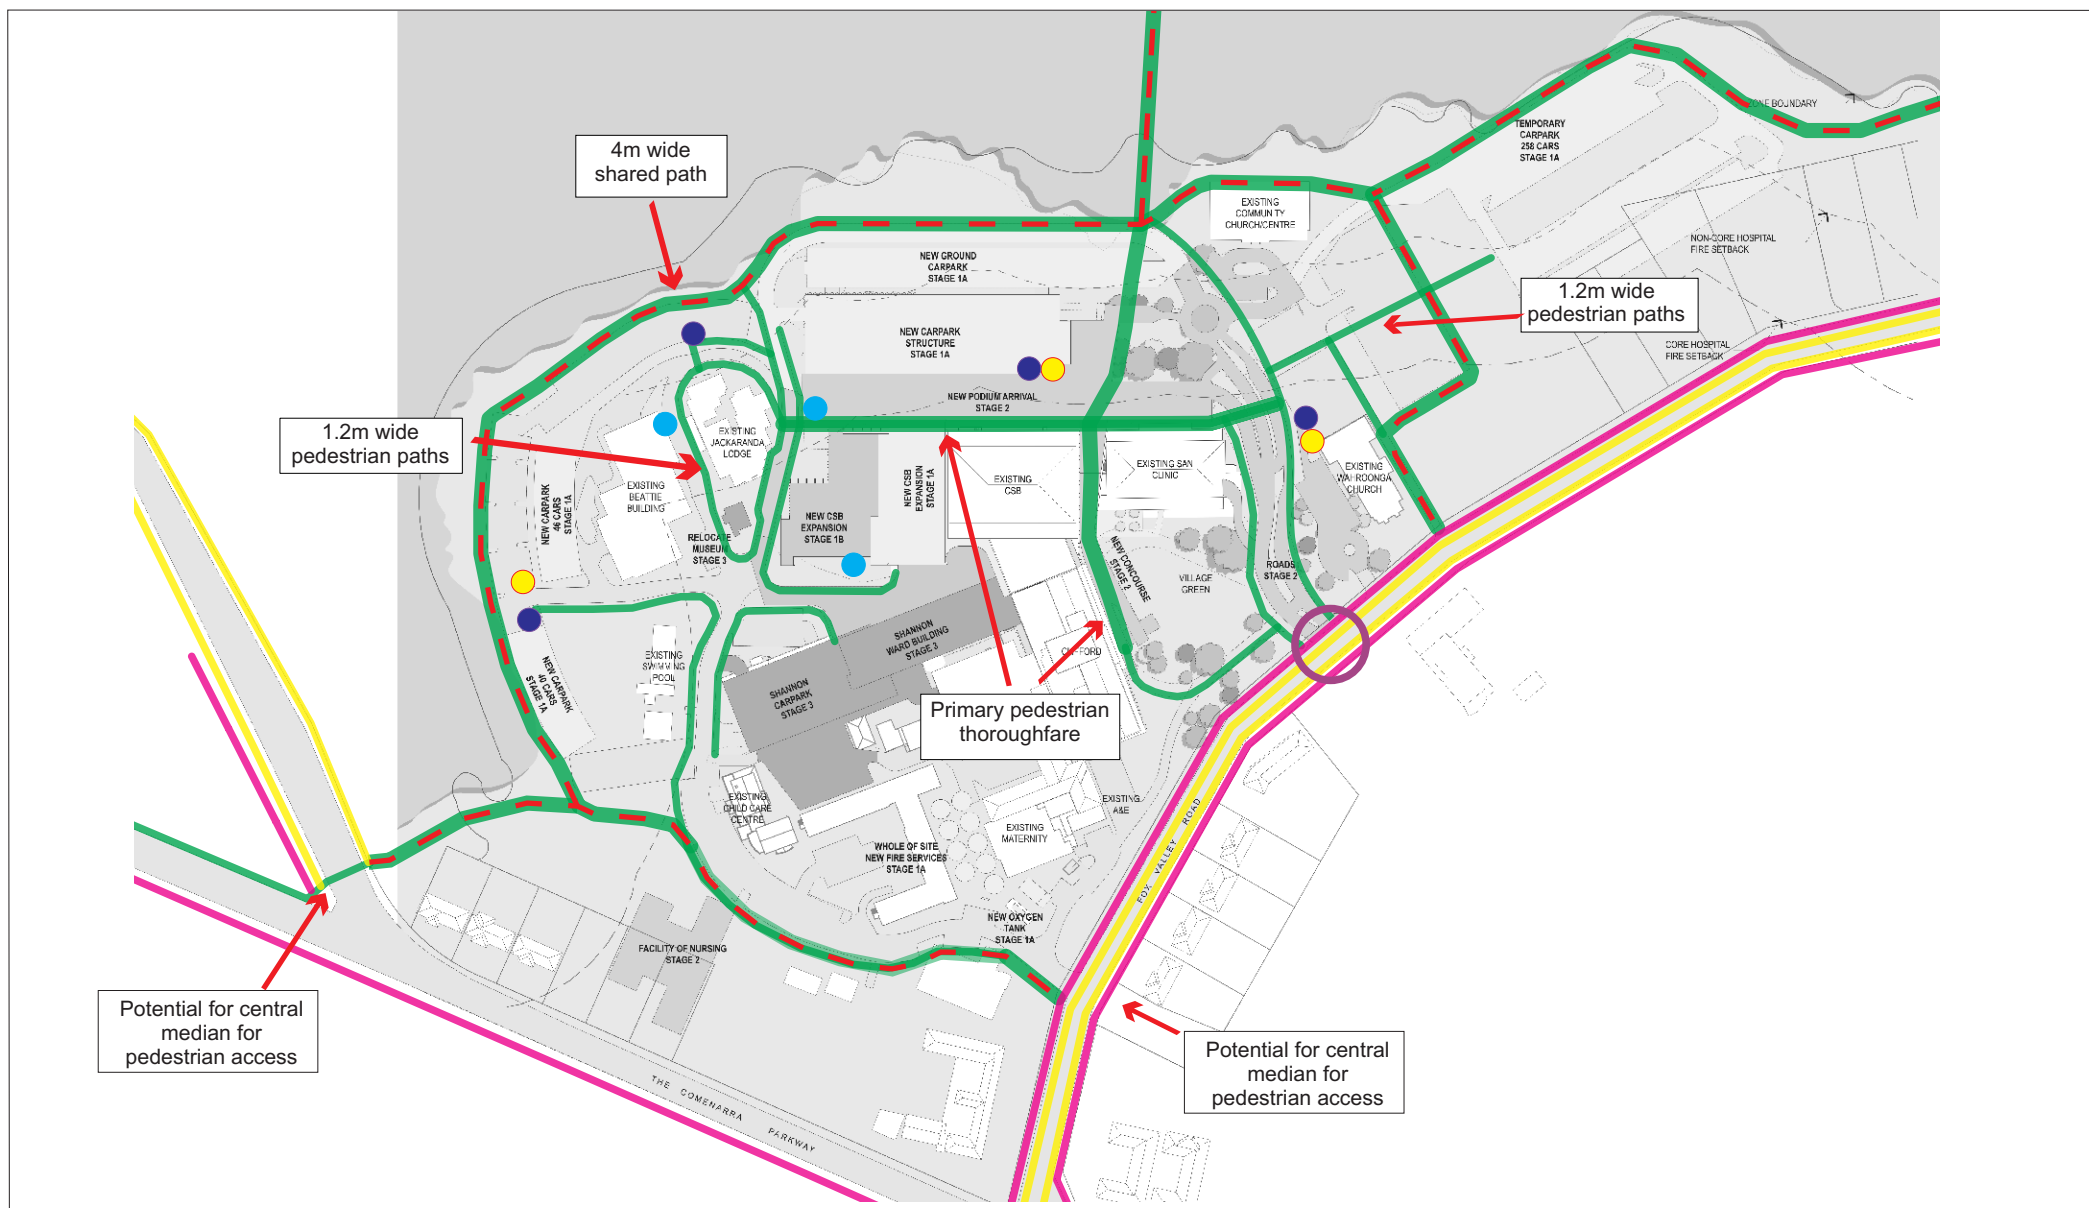 4m wide
shared path
ZONE BOUNDARY
TEMPORARY
CARPARK
258 CARS
STAGE 1A
EXISTING
COMMUNITY
CHURCH/CENTRE
NON-CORE HOSPITAL
FIRE SETBACK
NEW GROUND
CARPARK
STAGE 1A
1.2m wide
pedestrian paths
NEW CARPARK
STRUCTURE
STAGE 1A
CORE HOSPITAL
FIRE SETBACK
NEW PODIUM ARRIVAL
STAGE 2
1.2m wide
pedestrian paths
EXISTING
JACKARANDA
LODGE
EXISTING
BEATTIE
BUILDING
NEW CARPARK
46 CARS
STAGE 1A
NEW CSB
EXPANSION
STAGE 1A
EXISTING
CSB
EXISTING SAN
CLINIC
EXISTING
WAHROONGA
CHURCH
NEW CSB
EXPANSION
STAGE 1B
RELOCATE
MUSEUM
STAGE 3
NEW CONCOURSE
STAGE 2
VILLAGE
GREEN
ROADS
STAGE 2
SHANNON
WARD BUILDING
STAGE 3
CLIFFORD
EXISTING
SWIMMING
POOL
NEW CARPARK
40 CARS
STAGE 1A
SHANNON
CARPARK
STAGE 3
Primary pedestrian
thoroughfare
EXISTING
CHILD CARE
CENTRE
EXISTING
A&E
EXISTING
MATERNITY
FOX VALLEY ROAD
WHOLE OF SITE
NEW FIRE SERVICES
STAGE 1A
NEW OXYGEN
TANK
STAGE 1A
FACILITY OF NURSING
STAGE 2
Potential for central
median for
pedestrian access
Potential for central
median for
pedestrian access
THE COMENARRA PARKWAY